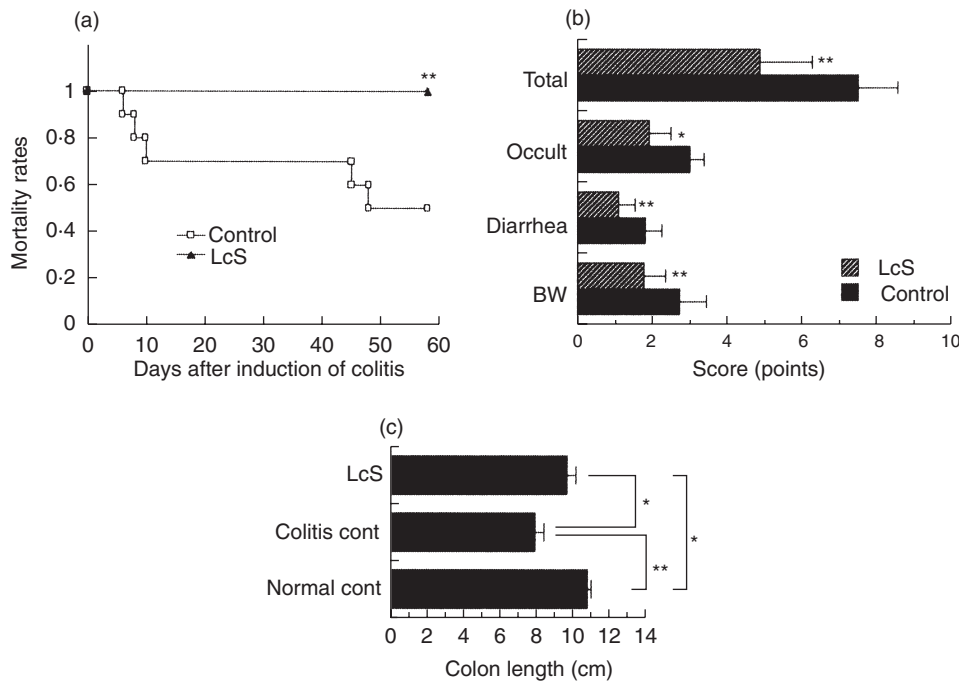 (a)
**
1
0·8
0·6
0·4
0·2
0
Mortality rates
Control
LcS
0 10 20 30 40 50 60
Days after induction of colitis
(b)
Total
**
Occult
*
Diarrhea
**
BW
**
LcS
Control
0 2 4 6 8 10
Score (points)
(c)
LcS
Colitis cont
Normal cont
*
**
*
0 2 4 6 8 10 12 14
Colon length (cm)